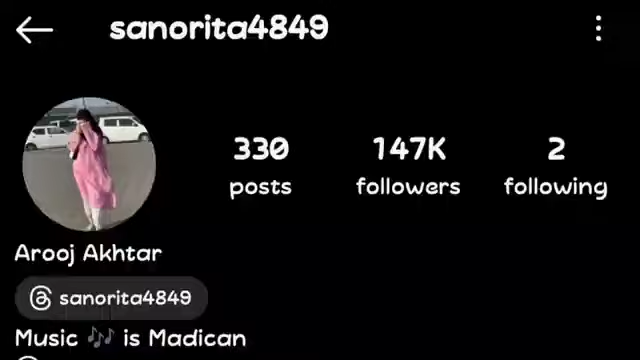 sanorita4849
330 147K 2
posts followers following
Arooj Akhtar
sanorita4849
Music 🎶 is Madican